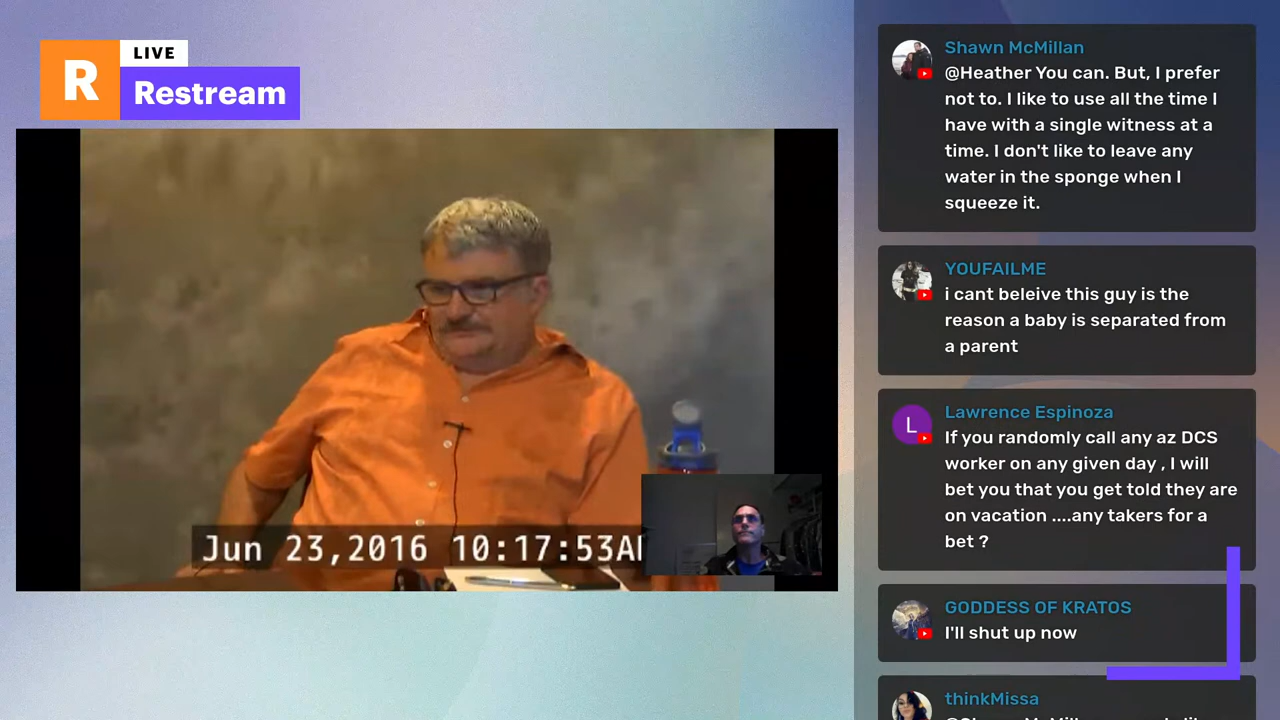 R
LIVE
Restream
Jun 23,2016 10:17:53A
Shawn McMillan
@Heather You can. But, I prefer
not to. I like to use all the time I
have with a single witness at a
time. I don't like to leave any
water in the sponge when I
squeeze it.
YOUFAILME
i cant beleive this guy is the
reason a baby is separated from
a parent
L
Lawrence Espinoza
If you randomly call any az DCS
worker on any given day , I will
bet you that you get told they are
on vacation ....any takers for a
bet ?
GODDESS OF KRATOS
I'll shut up now
thinkMissa